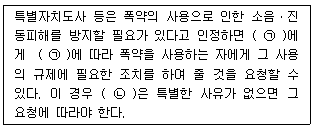 특별자치도사 등은 폭약의 사용으로 인한 소음·진
동피해를 방지할 필요가 있다고 인정하면 ( ㉠ )에
게 ( ㉠ )에 따라 폭약을 사용하는 자에게 그 사용
의 규제에 필요한 조치를 하여 줄 것을 요청할 수
있다. 이 경우 ( ㉡ )은 특별한 사유가 없으면 그
요청에 따라야 한다.